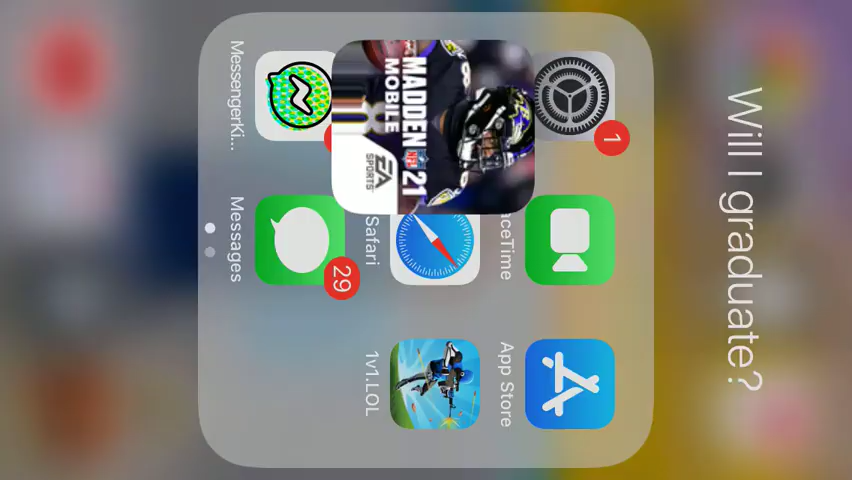 Will I graduate?
1
aceTime
App Store
MADDEN
NFL 21
MOBILE
EA
SPORTS
Safari
1v1.LOL
29
MessengerKi...
Messages